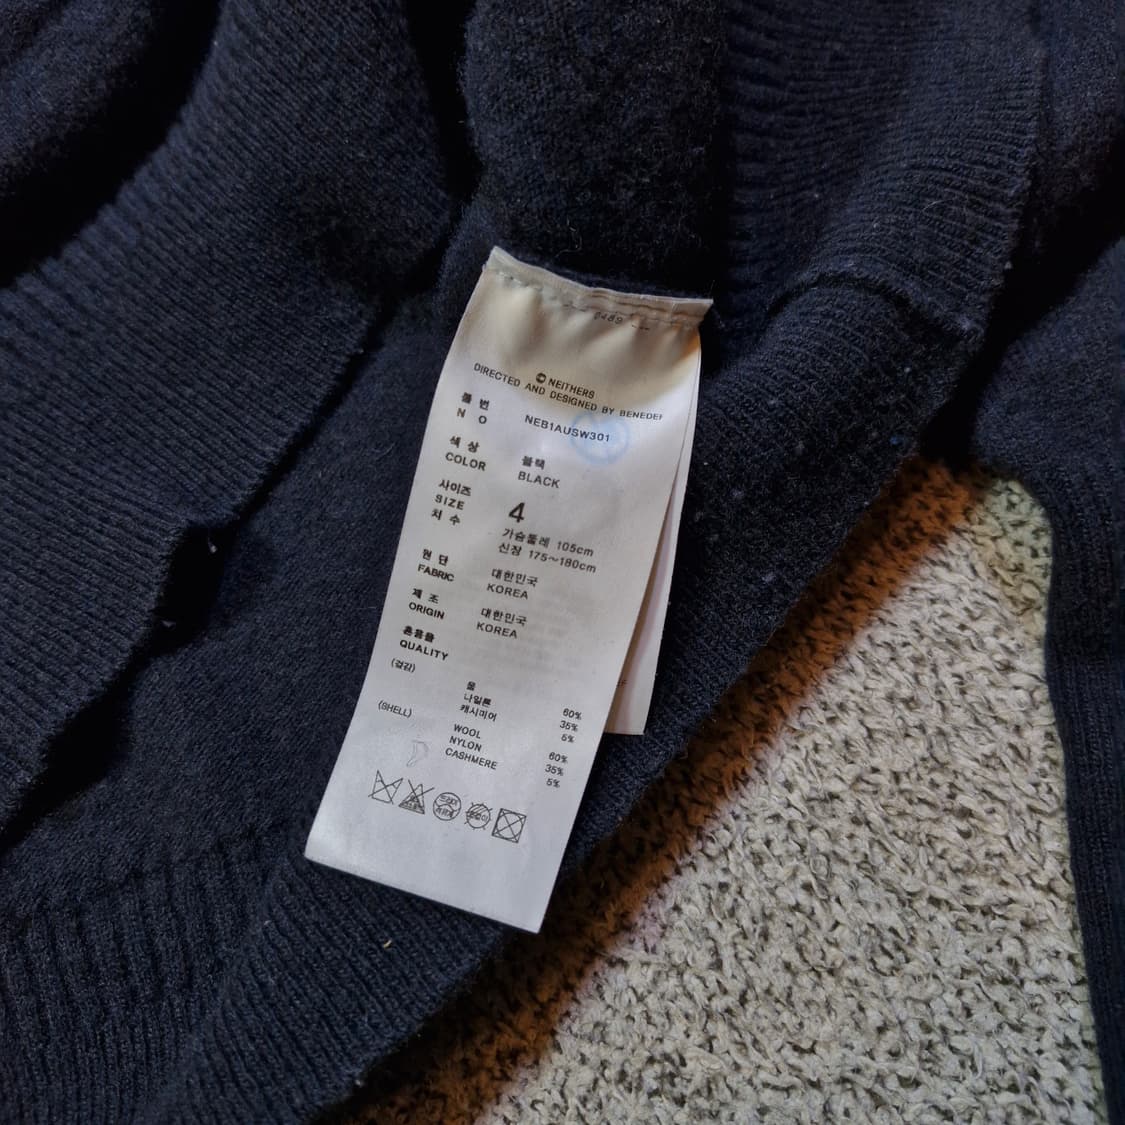 © NEITHERS
DIRECTED AND DESIGNED BY BENEDEF
품 번
N O
NEB1AUSW301
색 상
COLOR
블랙
BLACK
사이즈
SIZE
치 수
4
가슴둘레 105cm
신장 175~180cm
원 단
FABRIC
대한민국
KOREA
제 조
ORIGIN
대한민국
KOREA
혼용율
QUALITY
(겉감)
울 60%
나일론 35%
캐시미어 5%
(SHELL)
WOOL 60%
NYLON 35%
CASHMERE 5%